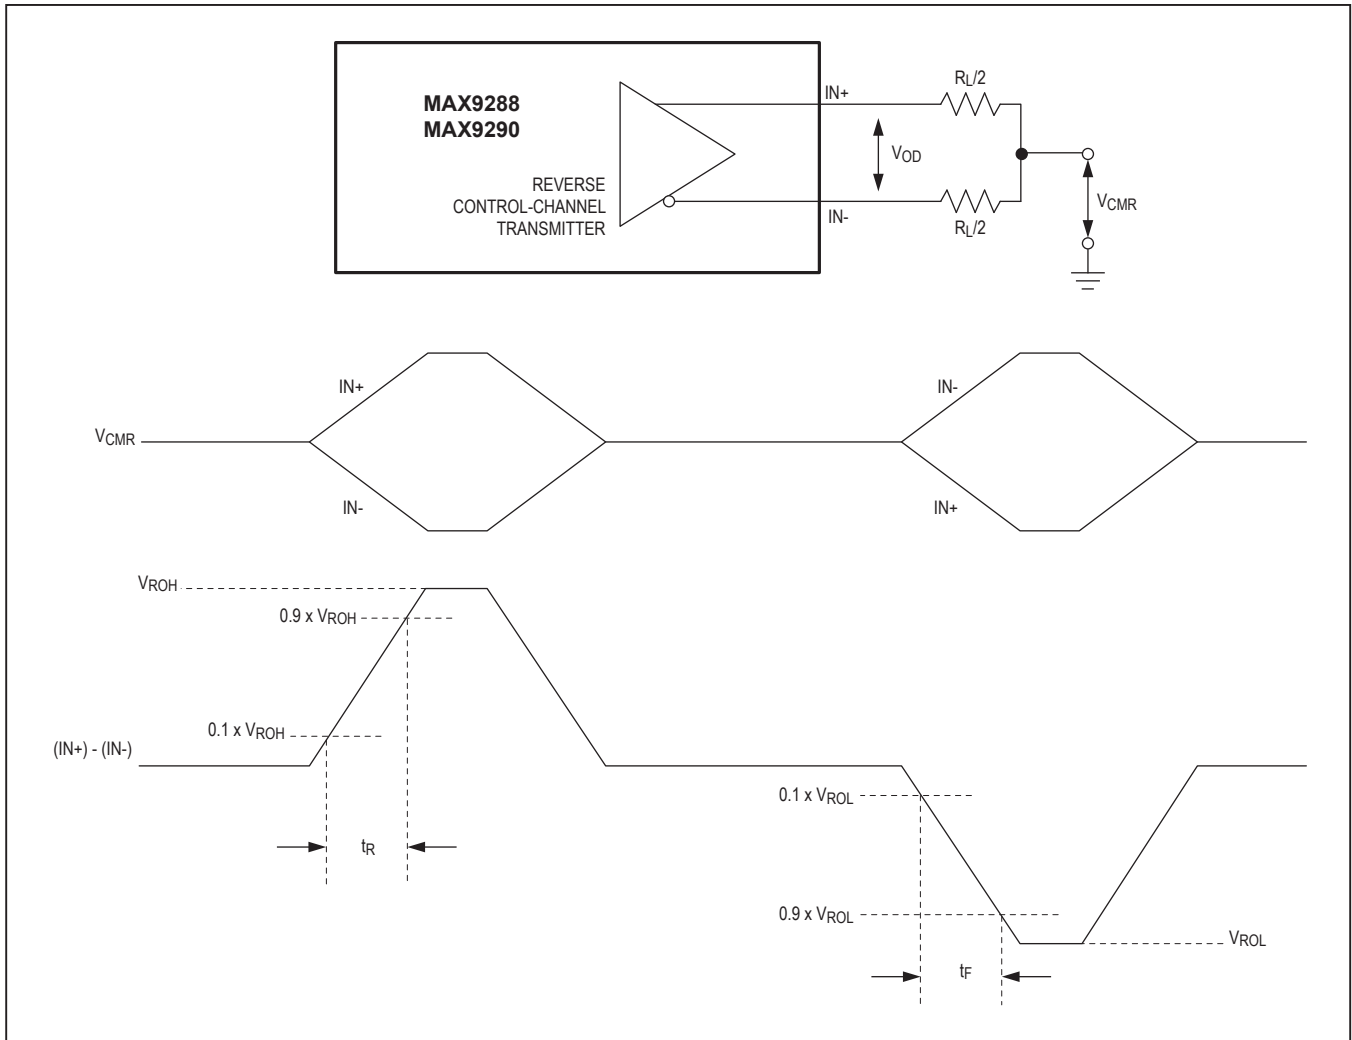 MAX9288
MAX9290
REVERSE
CONTROL-CHANNEL
TRANSMITTER
IN+
VOD
IN-
RL/2
RL/2
VCMR
IN+
IN-
VCMR
IN-
IN+
VROH
0.9 x VROH
0.1 x VROH
(IN+) - (IN-)
tR
0.1 x VROL
0.9 x VROL
VROL
tF